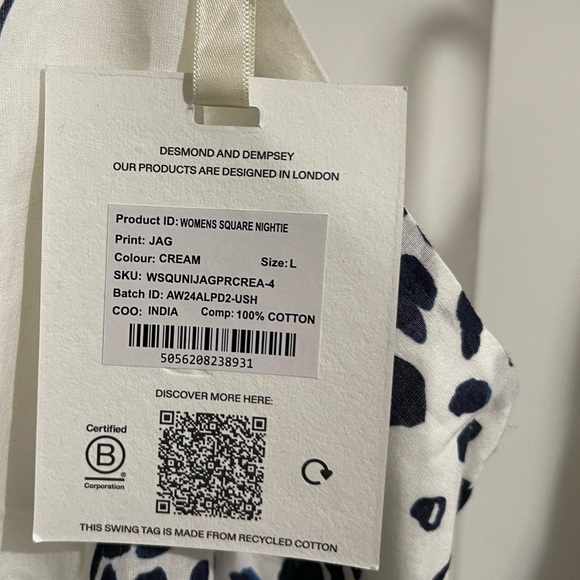 DESMOND AND DEMPSEY
OUR PRODUCTS ARE DESIGNED IN LONDON
Product ID: WOMENS SQUARE NIGHTIE
Print: JAG
Colour: CREAM Size: L
SKU: WSQUNIJAGPRCREA-4
Batch ID: AW24ALPD2-USH
COO: INDIA Comp: 100% COTTON
5056208238931
DISCOVER MORE HERE:
Certified
B
®
Corporation
THIS SWING TAG IS MADE FROM RECYCLED COTTON